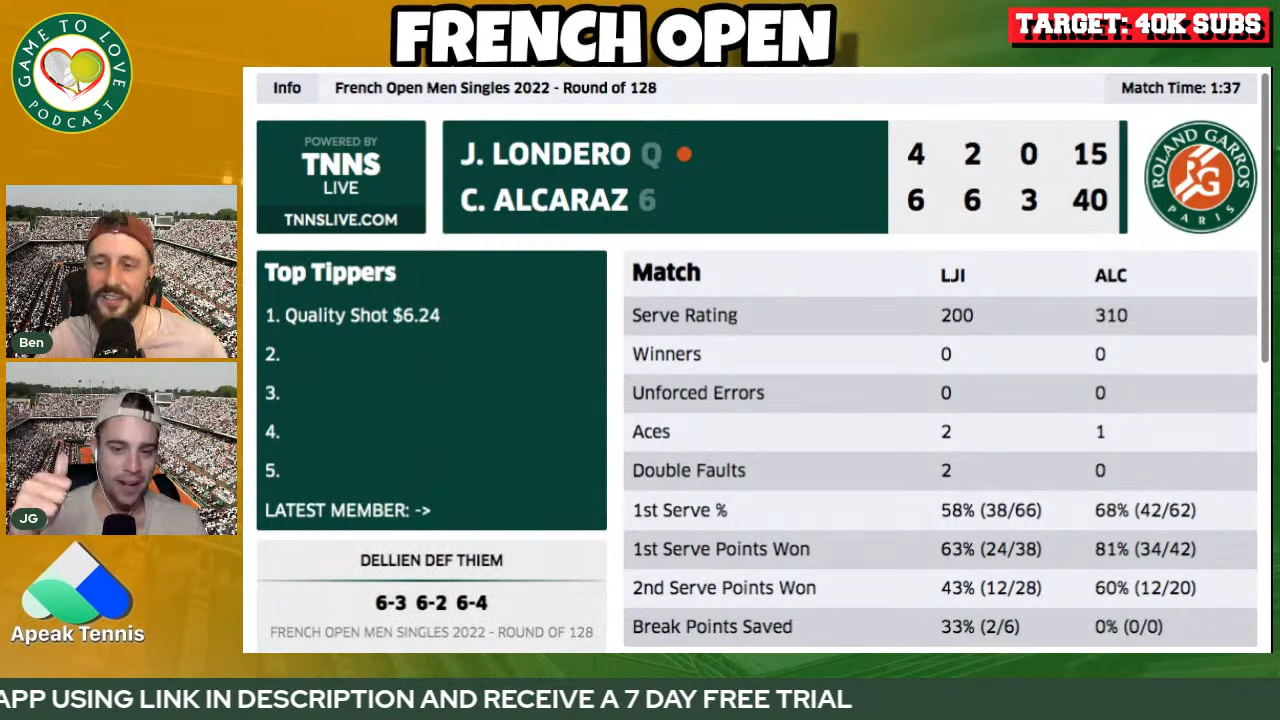 FRENCH OPEN
TARGET: 40K SUBS
GAME TO LOVE
PODCAST
Info French Open Men Singles 2022 - Round of 128 Match Time: 1:37
POWERED BY
TNNS
LIVE
TNNSLIVE.COM
J. LONDERO Q 4 2 0 15
C. ALCARAZ 6 6 6 3 40
ROLAND GARROS
RG
PARIS
Top Tippers
1. Quality Shot $6.24
2.
3.
4.
5.
LATEST MEMBER: ->
DELLIEN DEF THIEM
6-3 6-2 6-4
FRENCH OPEN MEN SINGLES 2022 - ROUND OF 128
Match LJI ALC
Serve Rating 200 310
Winners 0 0
Unforced Errors 0 0
Aces 2 1
Double Faults 2 0
1st Serve % 58% (38/66) 68% (42/62)
1st Serve Points Won 63% (24/38) 81% (34/42)
2nd Serve Points Won 43% (12/28) 60% (12/20)
Break Points Saved 33% (2/6) 0% (0/0)
Ben
JG
Apeak Tennis
APP USING LINK IN DESCRIPTION AND RECEIVE A 7 DAY FREE TRIAL